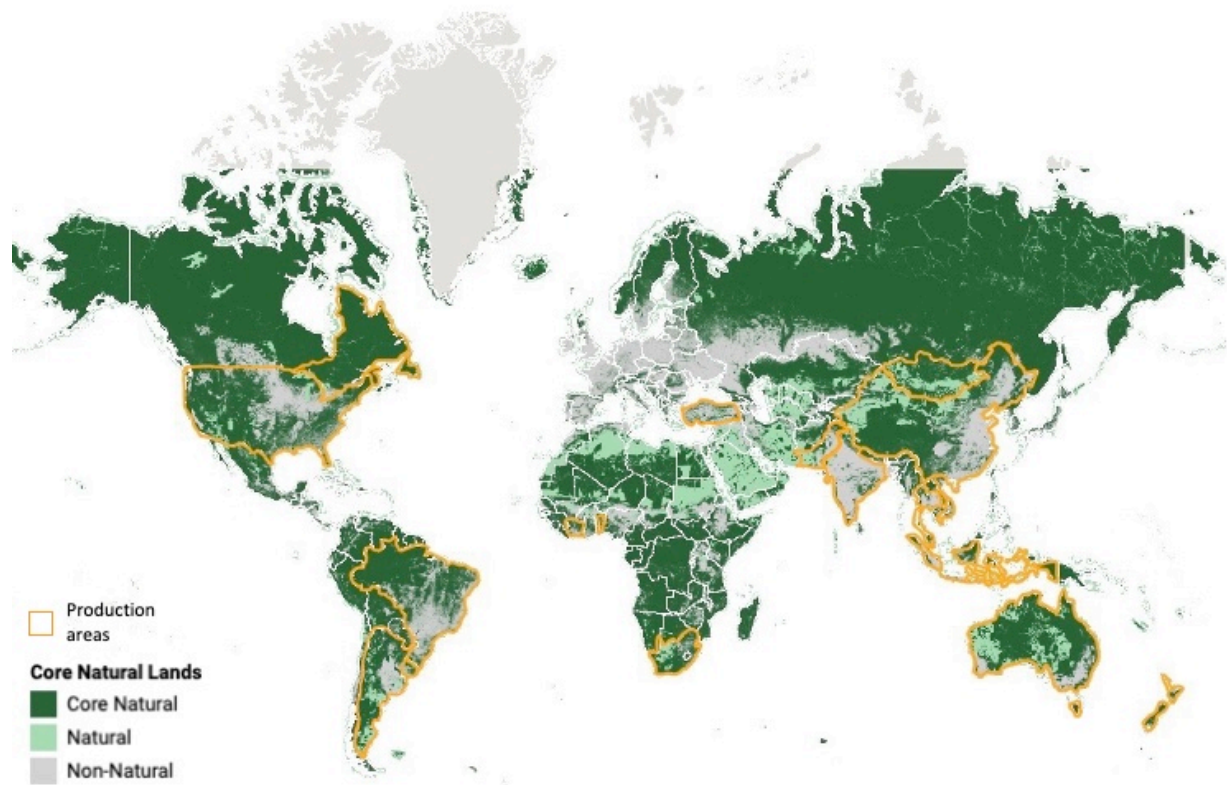 Production
areas
Core Natural Lands
Core Natural
Natural
Non-Natural